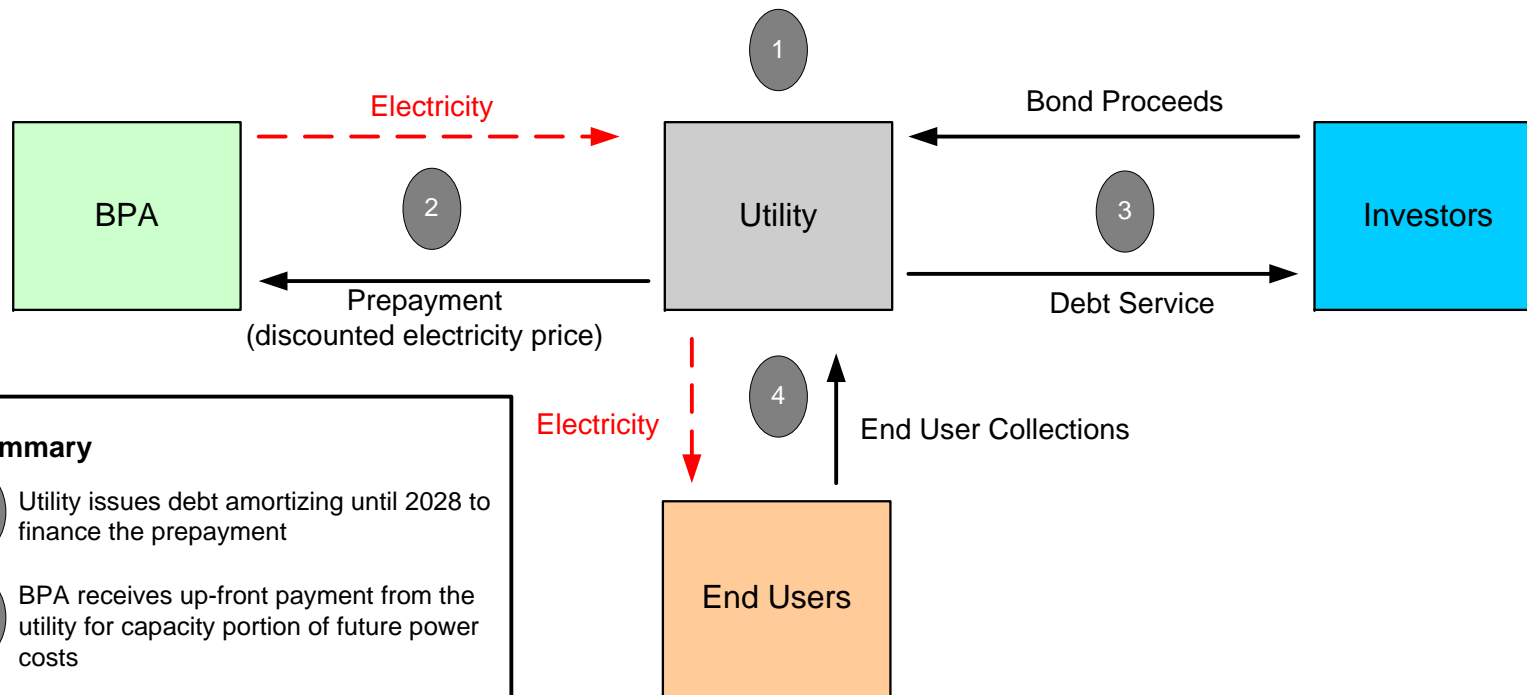 1
Electricity
Bond Proceeds
BPA
2
Utility
3
Investors
Prepayment
(discounted electricity price)
Debt Service
4
Electricity
End User Collections
End Users
mmary
Utility issues debt amortizing until 2028 to
finance the prepayment
BPA receives up-front payment from the
utility for capacity portion of future power
costs